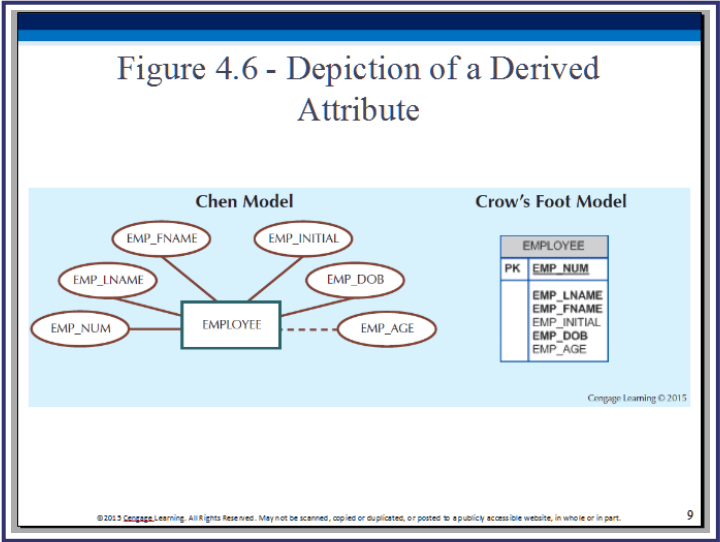 Figure 4.6 - Depiction of a Derived
Attribute
Chen Model
EMP_FNAME
EMP_INITIAL
EMP_LNAME
EMP_DOB
EMP_NUM
EMPLOYEE
EMP_AGE
Crow's Foot Model
EMPLOYEE
PK EMP_NUM
EMP_LNAME
EMP_FNAME
EMP_INITIAL
EMP_DOB
EMP_AGE
Cengage Learning © 2015
©2015 Cengage Learning. All Rights Reserved. May not be scanned, copied or duplicated, or posted to a publicly accessible website, in whole or in part.
9